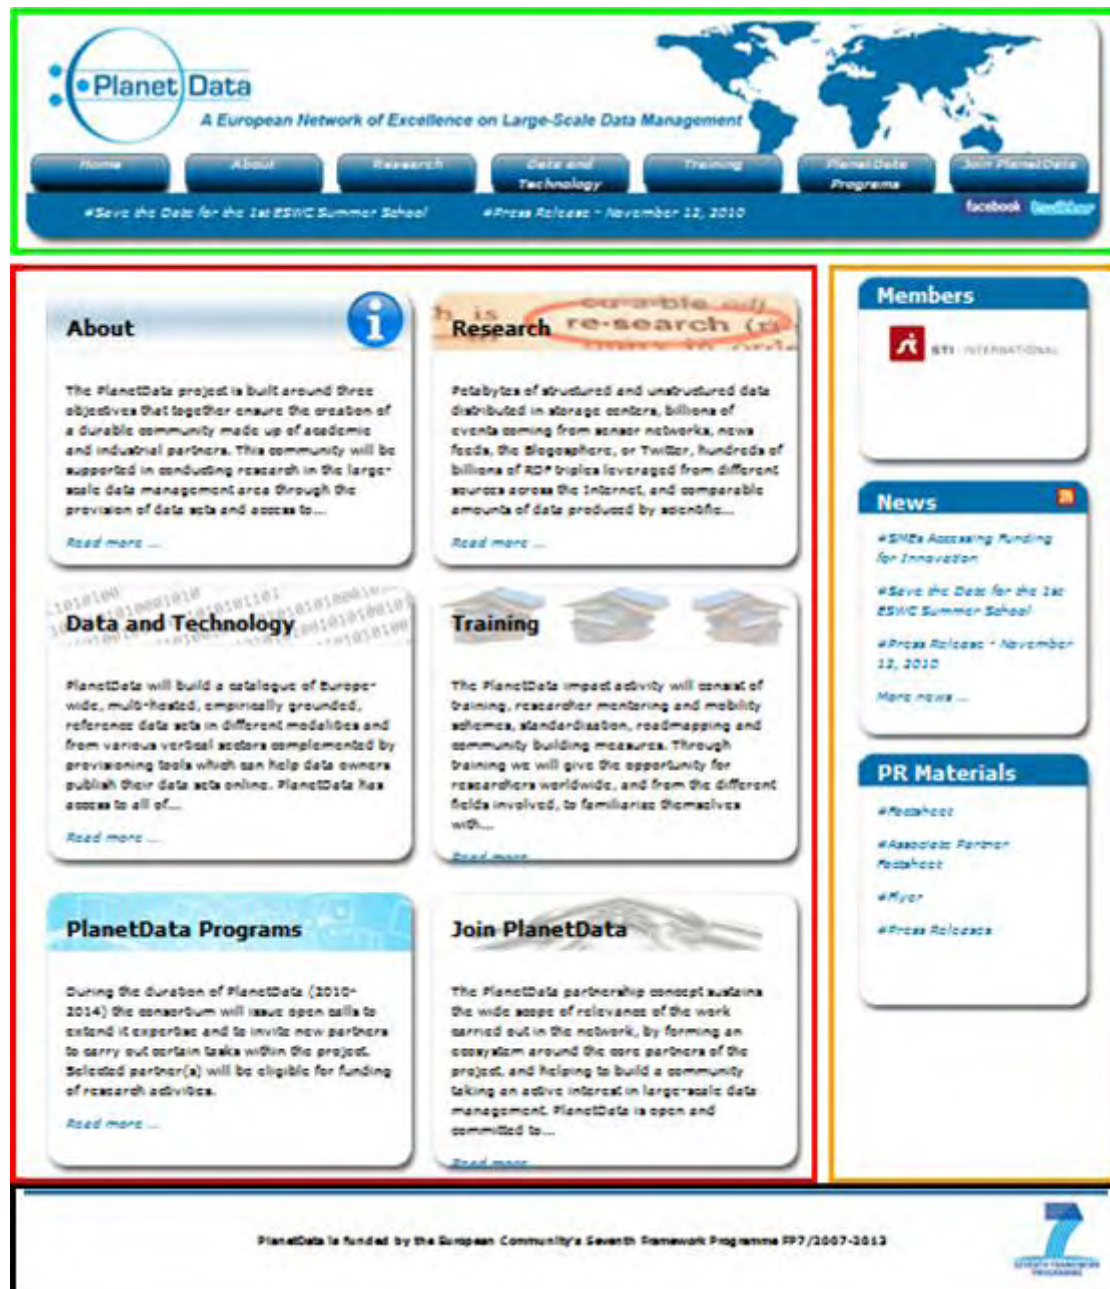 Planet Data
A European Network of Excellence on Large-Scale Data Management
Home
About
Research
Data and
Technology
Training
PlanetData
Programs
Join PlanetData
#Save the Date for the 1st ESWC Summer School
#Press Release - November 12, 2010
facebook twitter
About
The PlanetData project is built around three
objectives that together ensure the creation of
a durable community made up of academic
and industrial partners. This community will be
supported in conducting research in the large-
scale data management area through the
provision of data sets and access to...
Read more ...
h is
cu·a·ble adj
re·search (ri
Research
Petabytes of structured and unstructured data
distributed in storage centers, billions of
events coming from sensor networks, news
feeds, the Blogosphere, or Twitter, hundreds of
billions of RDF triples leveraged from different
sources across the Internet, and comparable
amounts of data produced by scientific...
Read more ...
Data and Technology
PlanetData will build a catalogue of Europe-
wide, multi-hosted, empirically grounded,
reference data sets in different modalities and
from various vertical sectors complemented by
provisioning tools which can help data owners
publish their data sets online. PlanetData has
access to all of...
Read more ...
Training
The PlanetData impact activity will consist of
training, researcher mentoring and mobility
schemes, standardisation, roadmapping and
community building measures. Through
training we will give the opportunity for
researchers worldwide, and from the different
fields involved, to familiarise themselves
with...
Read more
PlanetData Programs
During the duration of PlanetData (2010-
2014) the consortium will issue open calls to
extend it expertise and to invite new partners
to carry out certain tasks within the project.
Selected partner(s) will be eligible for funding
of research activities.
Read more ...
Join PlanetData
The PlanetData partnership concept sustains
the wide scope of relevance of the work
carried out in the network, by forming an
ecosystem around the core partners of the
project, and helping to build a community
taking an active interest in large-scale data
management. PlanetData is open and
committed to...
Read more
Members
STI · INTERNATIONAL
News
#SMEs Accessing Funding
for Innovation
#Save the Date for the 1st
ESWC Summer School
#Press Release - November
12, 2010
More news ...
PR Materials
#Factsheet
#Associate Partner
Factsheet
#Flyer
#Press Releases
PlanetData is funded by the European Community's Seventh Framework Programme FP7/2007-2013
7
SEVENTH FRAMEWORK
PROGRAMME